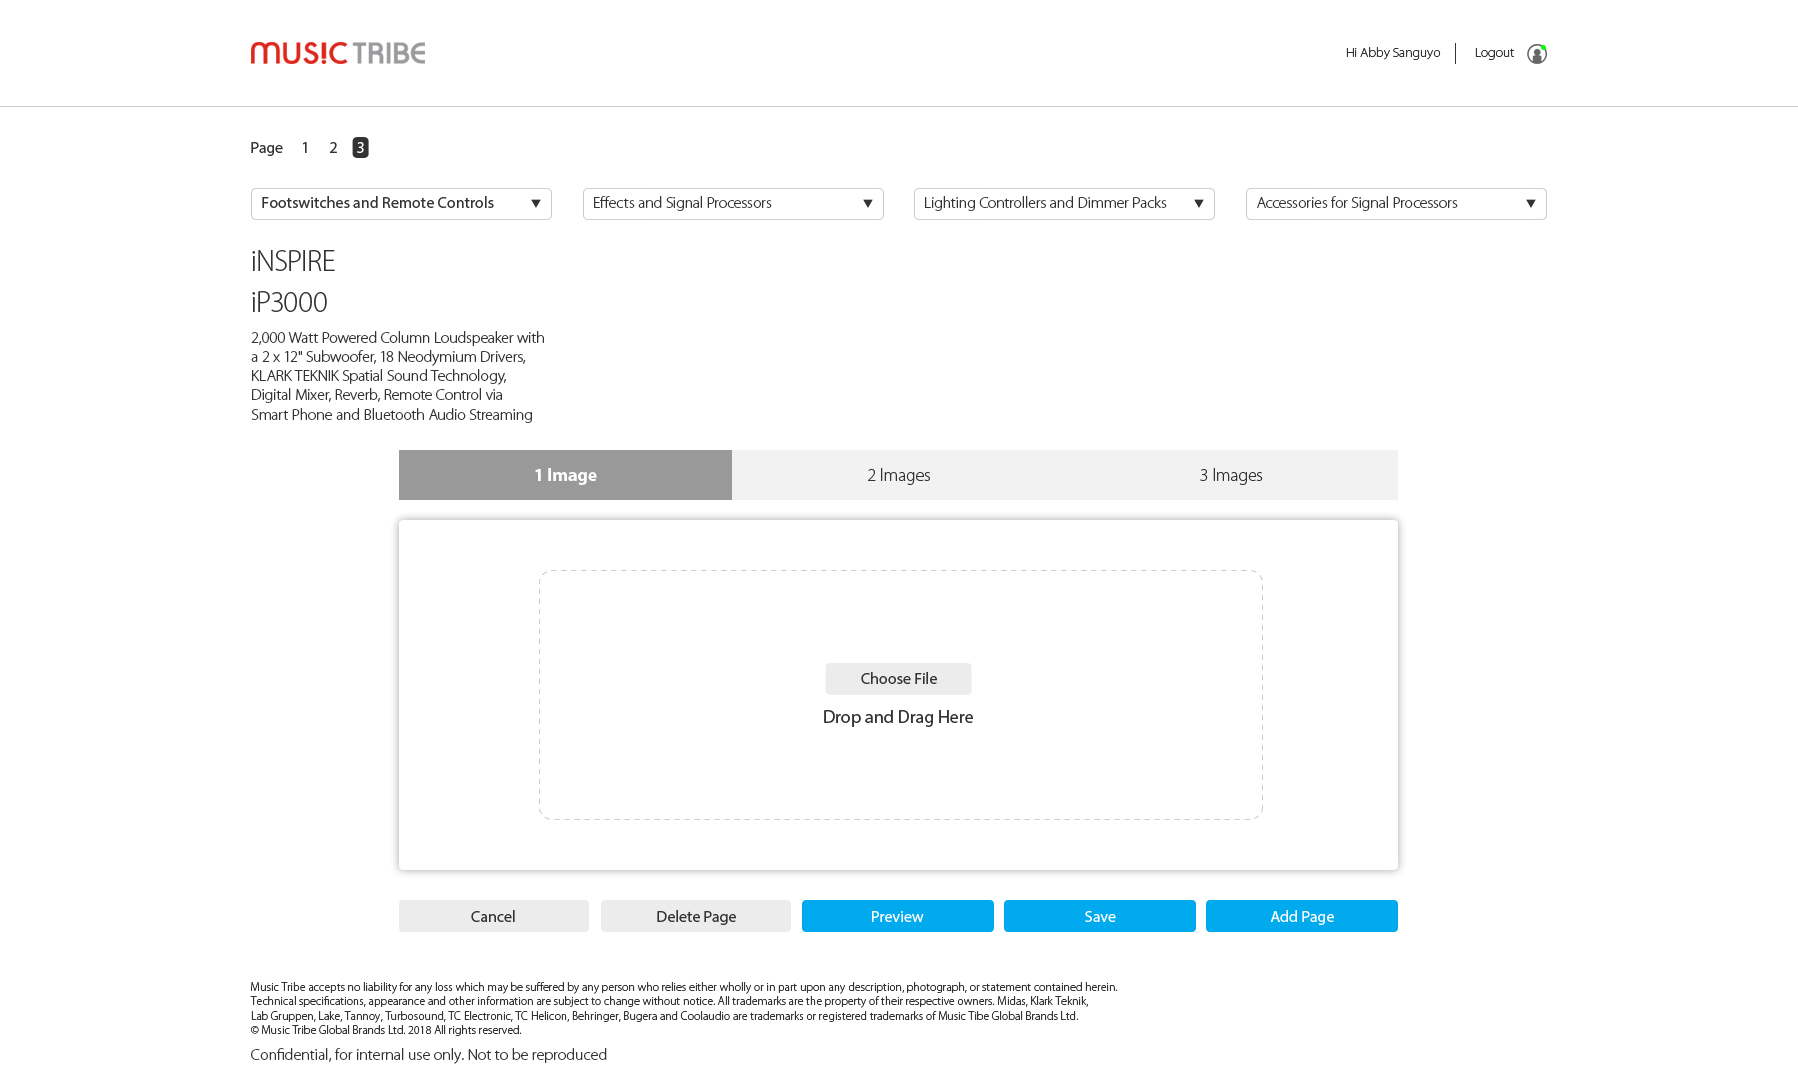 MUSIC TRIBE
Hi Abby Sanguyo
Logout
Page 1 2 3
Footswitches and Remote Controls
Effects and Signal Processors
Lighting Controllers and Dimmer Packs
Accessories for Signal Processors
iNSPIRE
iP3000
2,000 Watt Powered Column Loudspeaker with
a 2 x 12" Subwoofer, 18 Neodymium Drivers,
KLARK TEKNIK Spatial Sound Technology,
Digital Mixer, Reverb, Remote Control via
Smart Phone and Bluetooth Audio Streaming
1 Image
2 Images
3 Images
Choose File
Drop and Drag Here
Cancel
Delete Page
Preview
Save
Add Page
Music Tribe accepts no liability for any loss which may be suffered by any person who relies either wholly or in part upon any description, photograph, or statement contained herein.
Technical specifications, appearance and other information are subject to change without notice. All trademarks are the property of their respective owners. Midas, Klark Teknik,
Lab Gruppen, Lake, Tannoy, Turbosound, TC Electronic, TC Helicon, Behringer, Bugera and Coolaudio are trademarks or registered trademarks of Music Tibe Global Brands Ltd.
© Music Tribe Global Brands Ltd. 2018 All rights reserved.
Confidential, for internal use only. Not to be reproduced